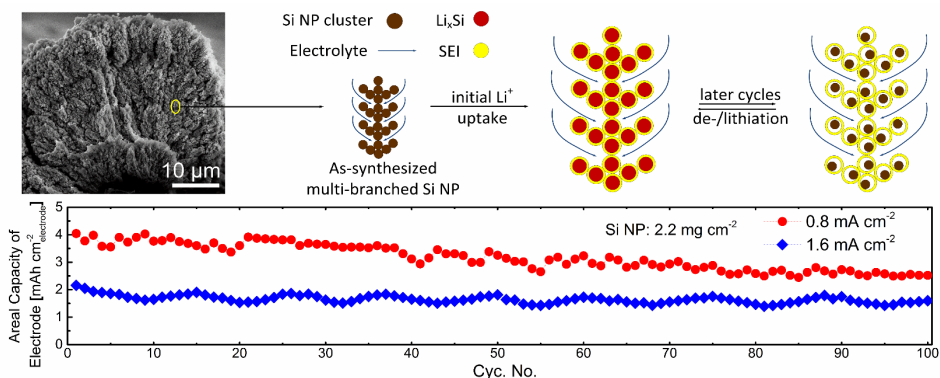 Si NP cluster
LixSi
Electrolyte
SEI
10 µm
initial Li+
uptake
later cycles
de-/lithiation
As-synthesized
multi-branched Si NP
Areal Capacity of
Electrode [mAh cm-2electrode]
5
4
3
2
1
0
Si NP: 2.2 mg cm-2
0.8 mA cm-2
1.6 mA cm-2
0 10 20 30 40 50 60 70 80 90 100
Cyc. No.